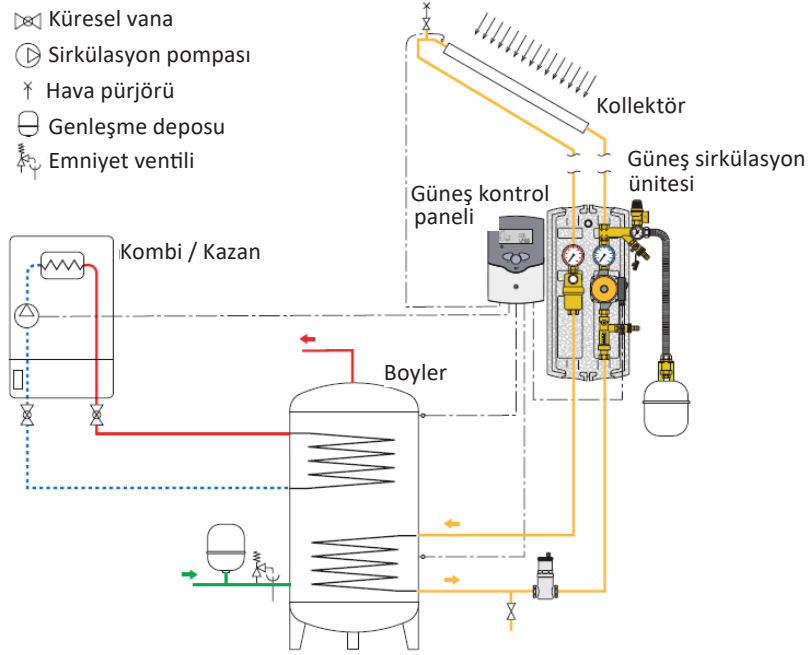 Küresel vana
Sirkülasyon pompası
Hava pürjörü
Genleşme deposu
Emniyet ventili
Kollektör
Güneş sirkülasyon
ünitesi
Güneş kontrol
paneli
Kombi / Kazan
Boyler